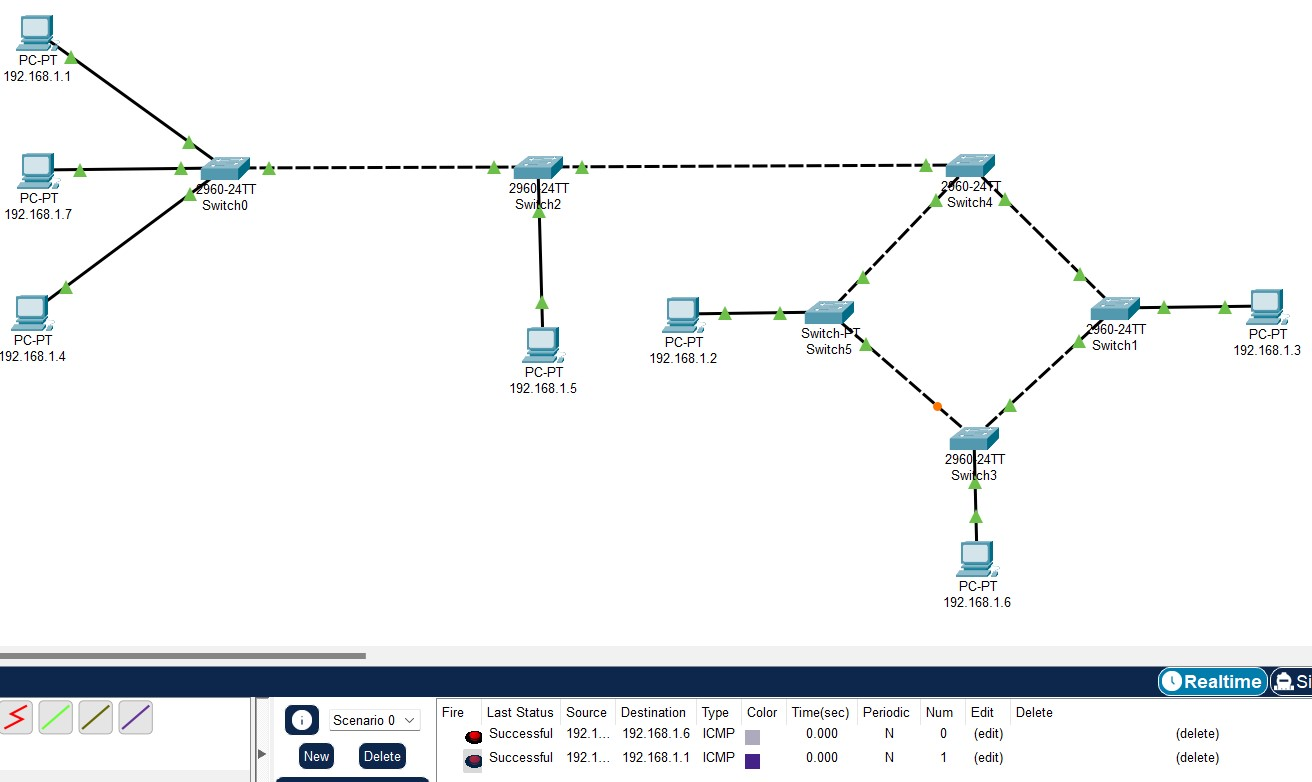 PC-PT
192.168.1.1
PC-PT
192.168.1.7
PC-PT
192.168.1.4
2960-24TT
Switch0
2960-24TT
Switch2
PC-PT
192.168.1.5
2960-24TT
Switch4
PC-PT
192.168.1.2
Switch-PT
Switch5
2960-24TT
Switch1
PC-PT
192.168.1.3
2960-24TT
Switch3
PC-PT
192.168.1.6
Realtime
Si
Scenario 0
New
Delete
Fire Last Status Source Destination Type Color Time(sec) Periodic Num Edit Delete
Successful 192.1... 192.168.1.6 ICMP 0.000 N 0 (edit) (delete)
Successful 192.1... 192.168.1.1 ICMP 0.000 N 1 (edit) (delete)